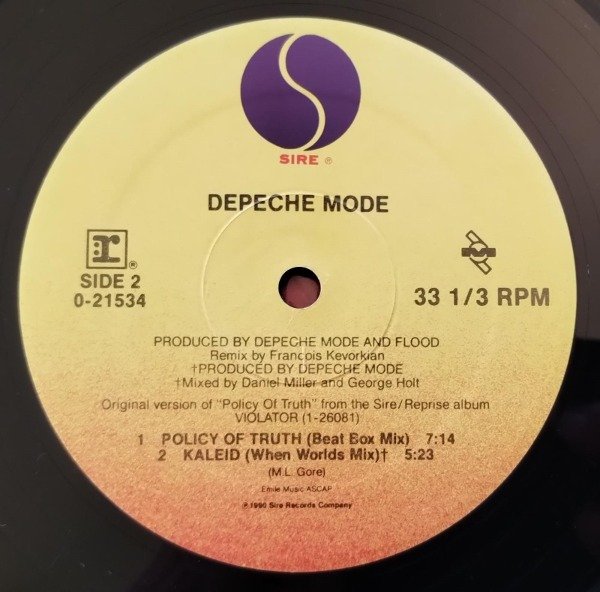 SIRE ®
DEPECHE MODE
r ®
SIDE 2
0-21534
33 1/3 RPM
PRODUCED BY DEPECHE MODE AND FLOOD
Remix by Francois Kevorkian
†PRODUCED BY DEPECHE MODE
†Mixed by Daniel Miller and George Holt
Original version of "Policy Of Truth" from the Sire/Reprise album
VIOLATOR (1-26081)
1 POLICY OF TRUTH (Beat Box Mix) 7:14
2 KALEID (When Worlds Mix)† 5:23
(M.L. Gore)
Emile Music ASCAP
℗ 1990 Sire Records Company